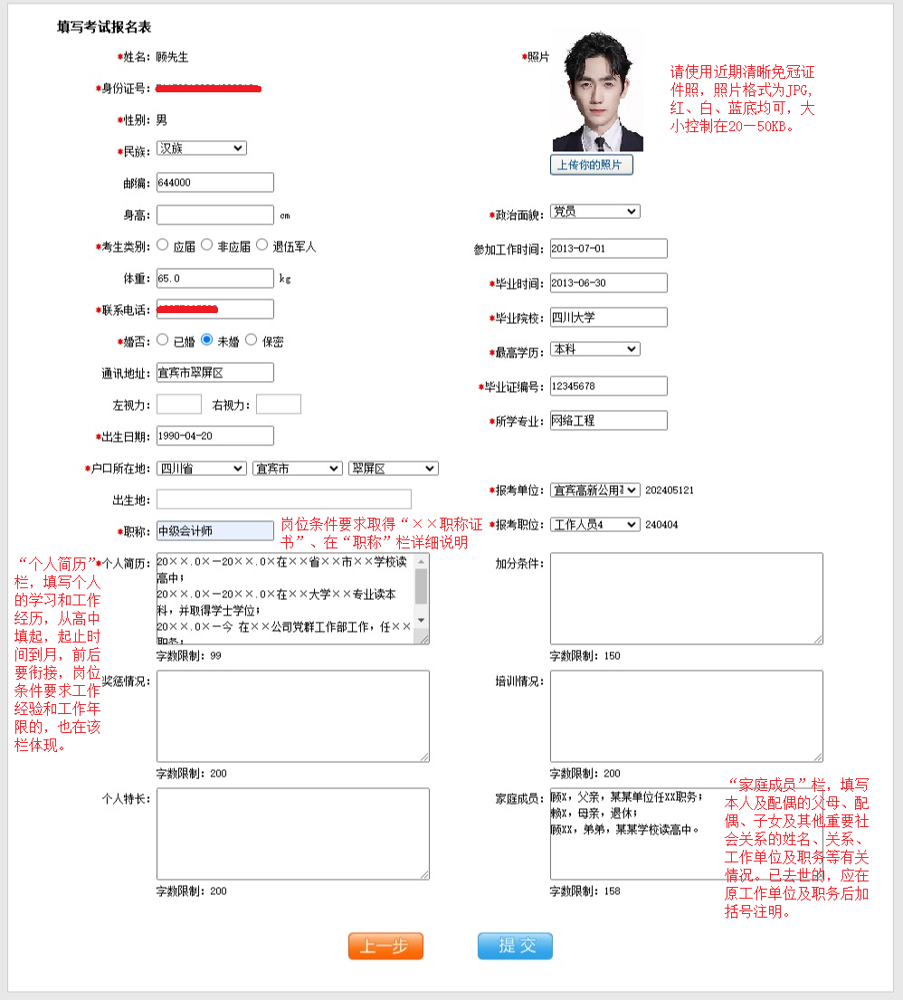 填写考试报名表
*姓名: 顾先生
*照片
请使用近期清晰免冠证
件照，照片格式为JPG,
红、白、蓝底均可，大
小控制在20—50KB。
*身份证号:
*性别: 男
*民族: 汉族
上传你的照片
邮编: 644000
身高: cm
*政治面貌: 党员
*考生类别: 应届 非应届 退伍军人
参加工作时间: 2013-07-01
体重: 65.0 kg
*毕业时间: 2013-06-30
*联系电话:
*毕业院校: 四川大学
*婚否: 已婚 未婚 保密
*最高学历: 本科
通讯地址: 宜宾市翠屏区
*毕业证编号: 12345678
左视力: 右视力:
*所学专业: 网络工程
*出生日期: 1990-04-20
*户口所在地: 四川省 宜宾市 翠屏区
*报考单位: 宜宾高新公用 202405121
出生地:
*职称: 中级会计师
岗位条件要求取得“××职称证
书”、在“职称”栏详细说明
*报考职位: 工作人员4 240404
“个人简历”
栏，填写个人
的学习和工作
经历，从高中
填起，起止时
间到月，前后
要衔接，岗位
条件要求工作
经验和工作年
限的，也在该
栏体现。
*个人简历:
20××.0×—20××.0×在××省××市××学校读
高中;
20××.0×—20××.0×在××大学××专业读本
科，并取得学士学位;
20××.0×—今 在××公司党群工作部工作，任××
职务;
字数限制: 99
加分条件:
字数限制: 150
奖惩情况:
字数限制: 200
培训情况:
字数限制: 200
个人特长:
字数限制: 200
家庭成员:
顾X，父亲，某某单位任XX职务;
赖X，母亲，退休;
顾XX，弟弟，某某学校读高中。
字数限制: 158
“家庭成员”栏，填写
本人及配偶的父母、配
偶、子女及其他重要社
会关系的姓名、关系、
工作单位及职务等有关
情况。已去世的，应在
原工作单位及职务后加
括号注明。
上一步
提 交